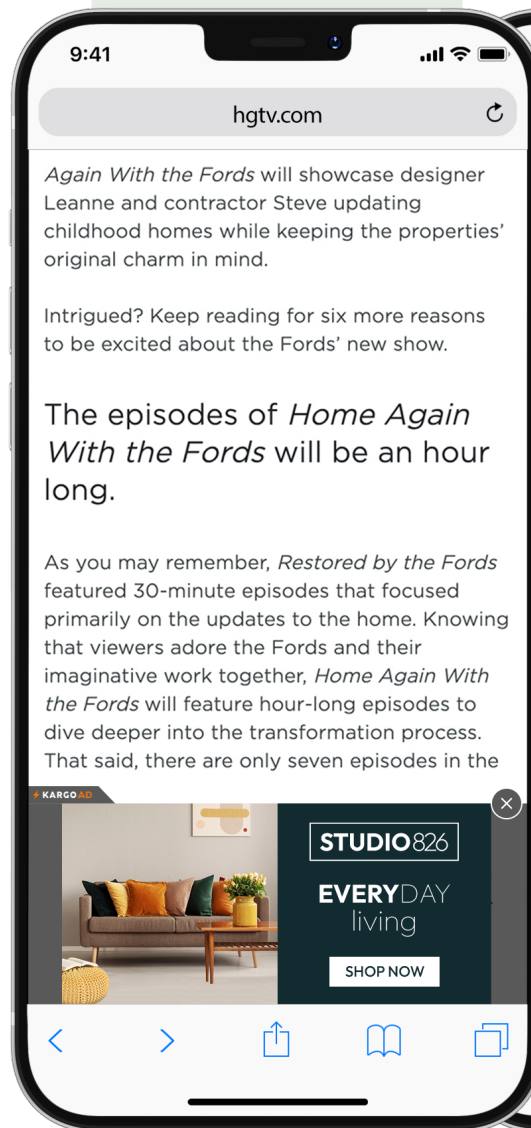 9:41
hgtv.com
Again With the Fords will showcase designer
Leanne and contractor Steve updating
childhood homes while keeping the properties’
original charm in mind.
Intrigued? Keep reading for six more reasons
to be excited about the Fords’ new show.
The episodes of Home Again
With the Fords will be an hour
long.
As you may remember, Restored by the Fords
featured 30-minute episodes that focused
primarily on the updates to the home. Knowing
that viewers adore the Fords and their
imaginative work together, Home Again With
the Fords will feature hour-long episodes to
dive deeper into the transformation process.
That said, there are only seven episodes in the
KARGO AD
STUDIO826
EVERYDAY
living
SHOP NOW